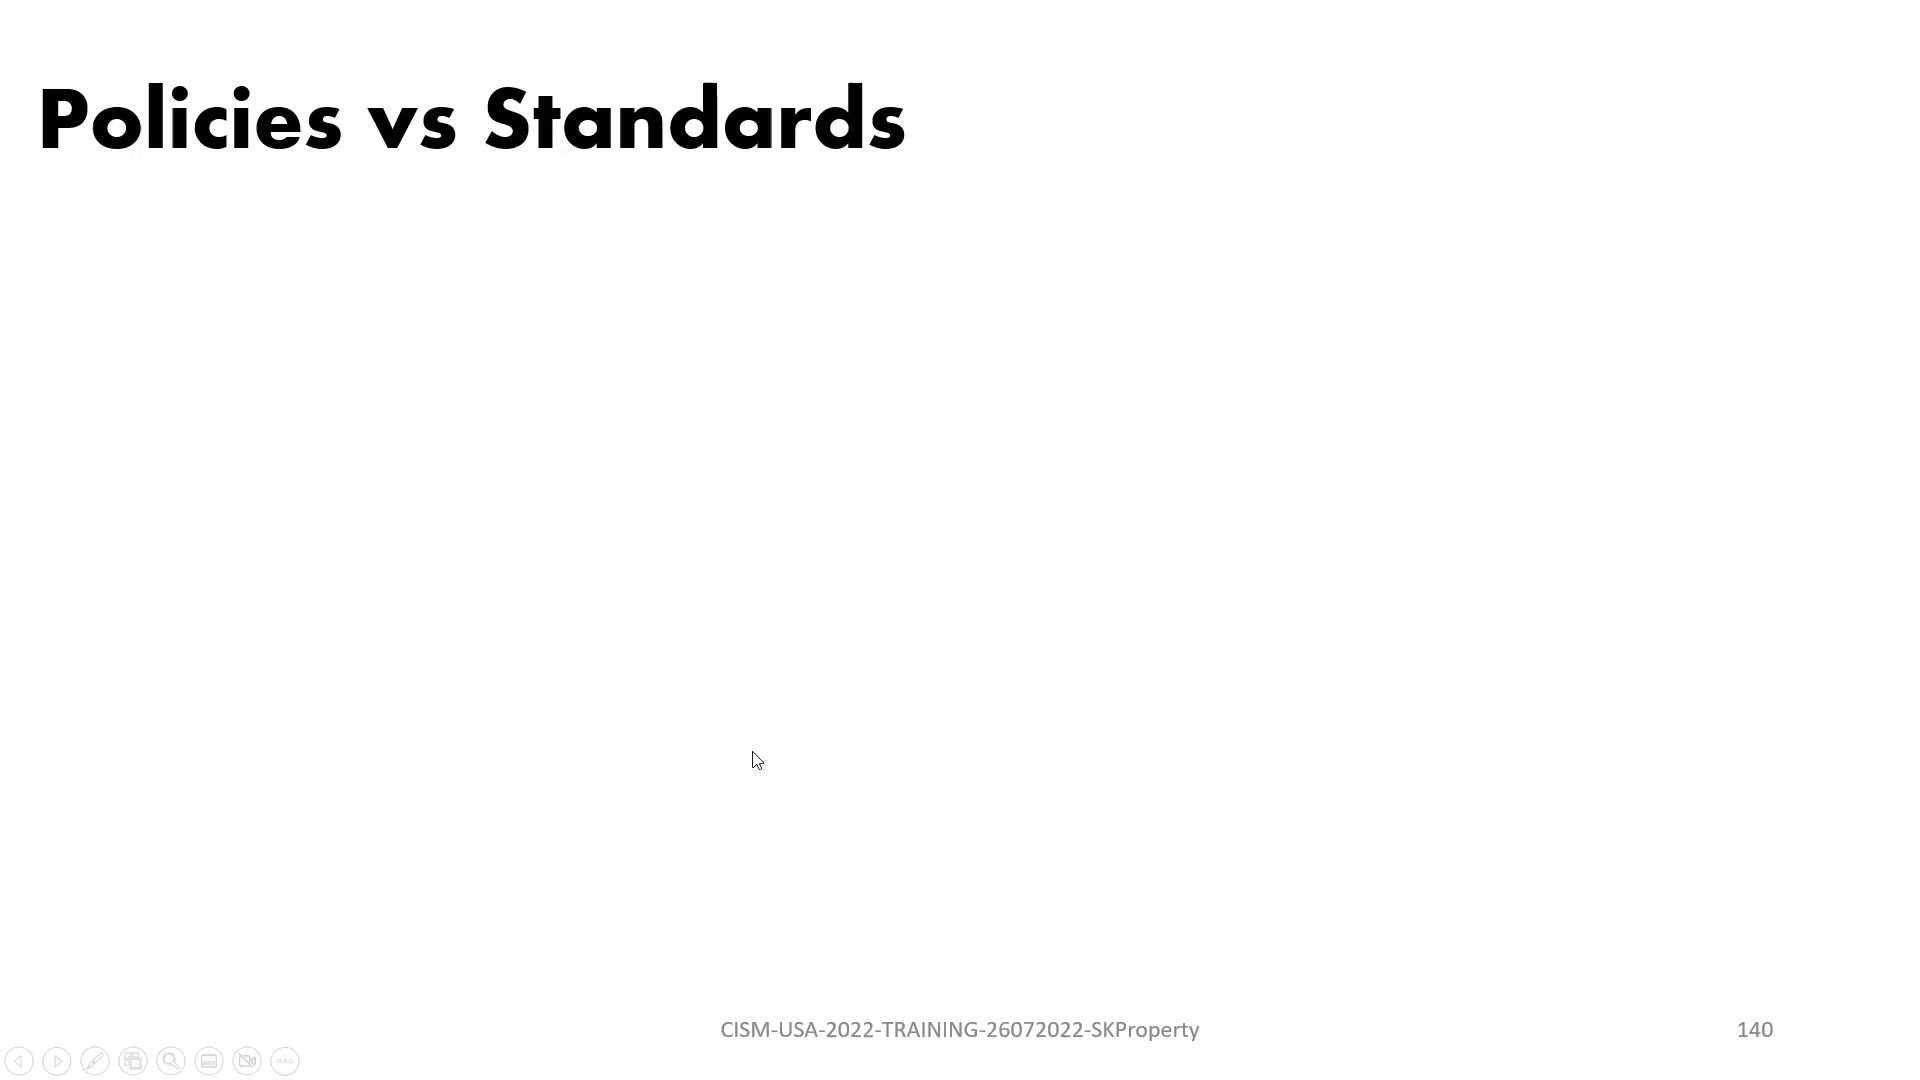 Policies vs Standards
CISM-USA-2022-TRAINING-26072022-SKProperty
140